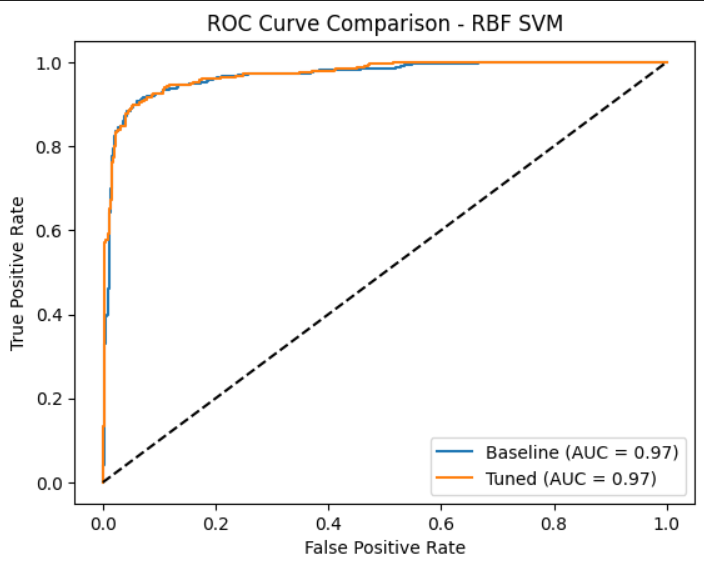 ROC Curve Comparison - RBF SVM
True Positive Rate
1.0
0.8
0.6
0.4
0.2
0.0
Baseline (AUC = 0.97)
Tuned (AUC = 0.97)
0.0 0.2 0.4 0.6 0.8 1.0
False Positive Rate